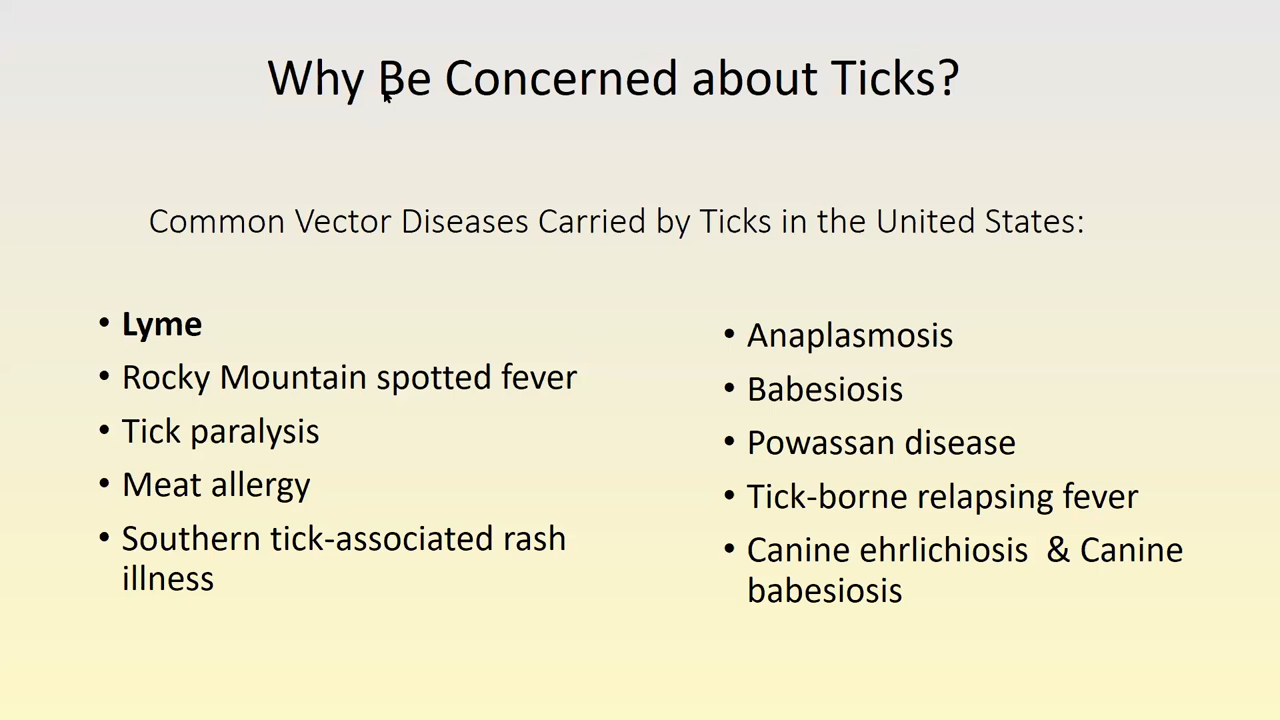 Why Be Concerned about Ticks?
Common Vector Diseases Carried by Ticks in the United States:
• Lyme
• Rocky Mountain spotted fever
• Tick paralysis
• Meat allergy
• Southern tick-associated rash
illness
• Anaplasmosis
• Babesiosis
• Powassan disease
• Tick-borne relapsing fever
• Canine ehrlichiosis  & Canine
babesiosis